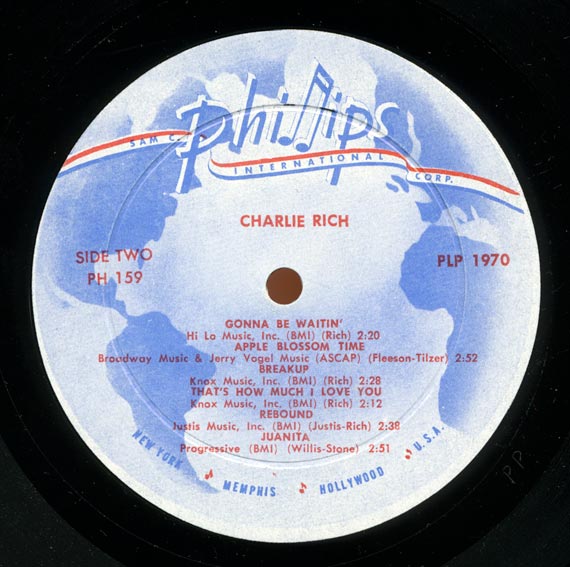 SAM C.
Phillips
INTERNATIONAL
CORP.
CHARLIE RICH
SIDE TWO
PH 159
PLP 1970
GONNA BE WAITIN'
Hi Lo Music, Inc. (BMI) (Rich) 2:20
APPLE BLOSSOM TIME
Broadway Music & Jerry Vogel Music (ASCAP) (Fleeson-Tilzer) 2:52
BREAKUP
Knox Music, Inc. (BMI) (Rich) 2:28
THAT'S HOW MUCH I LOVE YOU
Knox Music, Inc. (BMI) (Rich) 2:12
REBOUND
Justis Music, Inc. (BMI) (Justis-Rich) 2:38
JUANITA
Progressive (BMI) (Willis-Stone) 2:51
NEW YORK
MEMPHIS
HOLLYWOOD
U.S.A.
PP